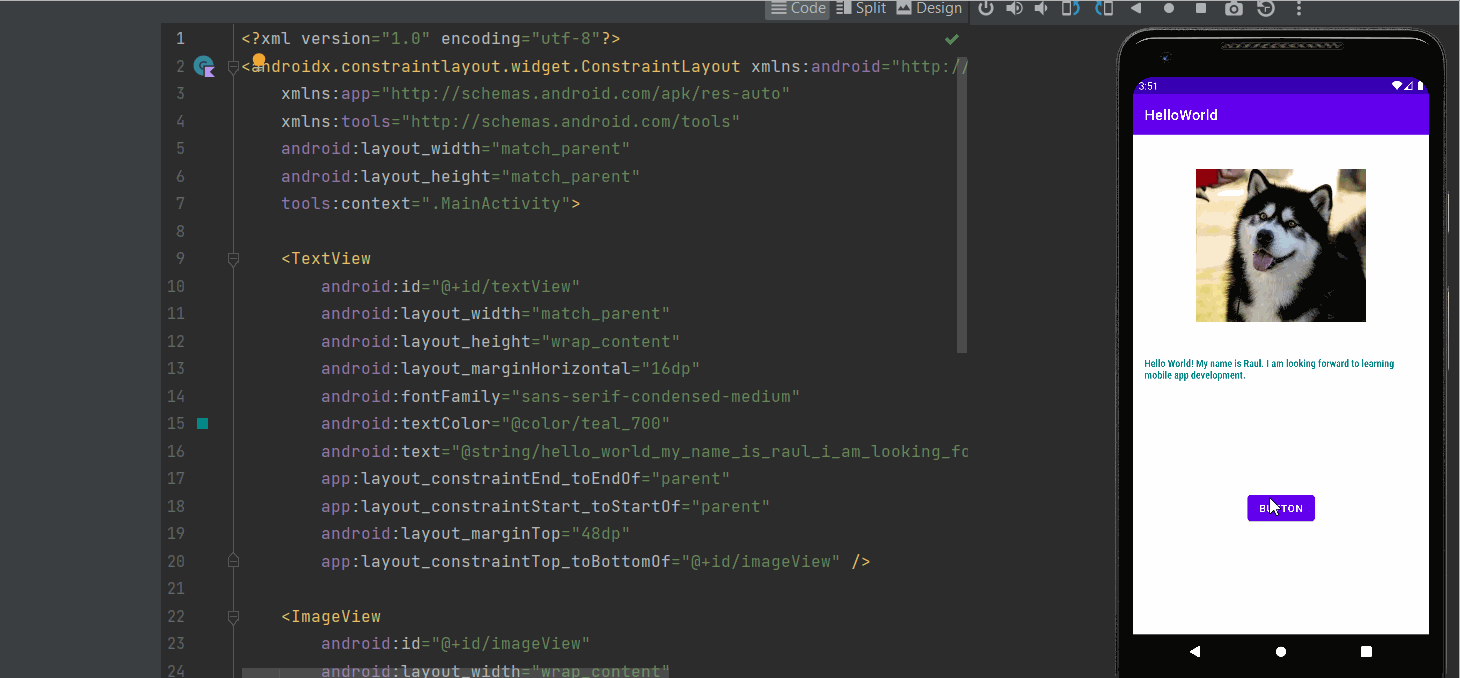 Code Split Design
1 <?xml version="1.0" encoding="utf-8"?>
2 <androidx.constraintlayout.widget.ConstraintLayout xmlns:android="http://
3 xmlns:app="http://schemas.android.com/apk/res-auto"
4 xmlns:tools="http://schemas.android.com/tools"
5 android:layout_width="match_parent"
6 android:layout_height="match_parent"
7 tools:context=".MainActivity">
8
9 <TextView
10 android:id="@+id/textView"
11 android:layout_width="match_parent"
12 android:layout_height="wrap_content"
13 android:layout_marginHorizontal="16dp"
14 android:fontFamily="sans-serif-condensed-medium"
15 android:textColor="@color/teal_700"
16 android:text="@string/hello_world_my_name_is_raul_i_am_looking_fo
17 app:layout_constraintEnd_toEndOf="parent"
18 app:layout_constraintStart_toStartOf="parent"
19 android:layout_marginTop="48dp"
20 app:layout_constraintTop_toBottomOf="@+id/imageView" />
21
22 <ImageView
23 android:id="@+id/imageView"
24 android:layout_width="wrap_content"
3:51
HelloWorld
Hello World! My name is Raul. I am looking forward to learning
mobile app development.
BUTTON